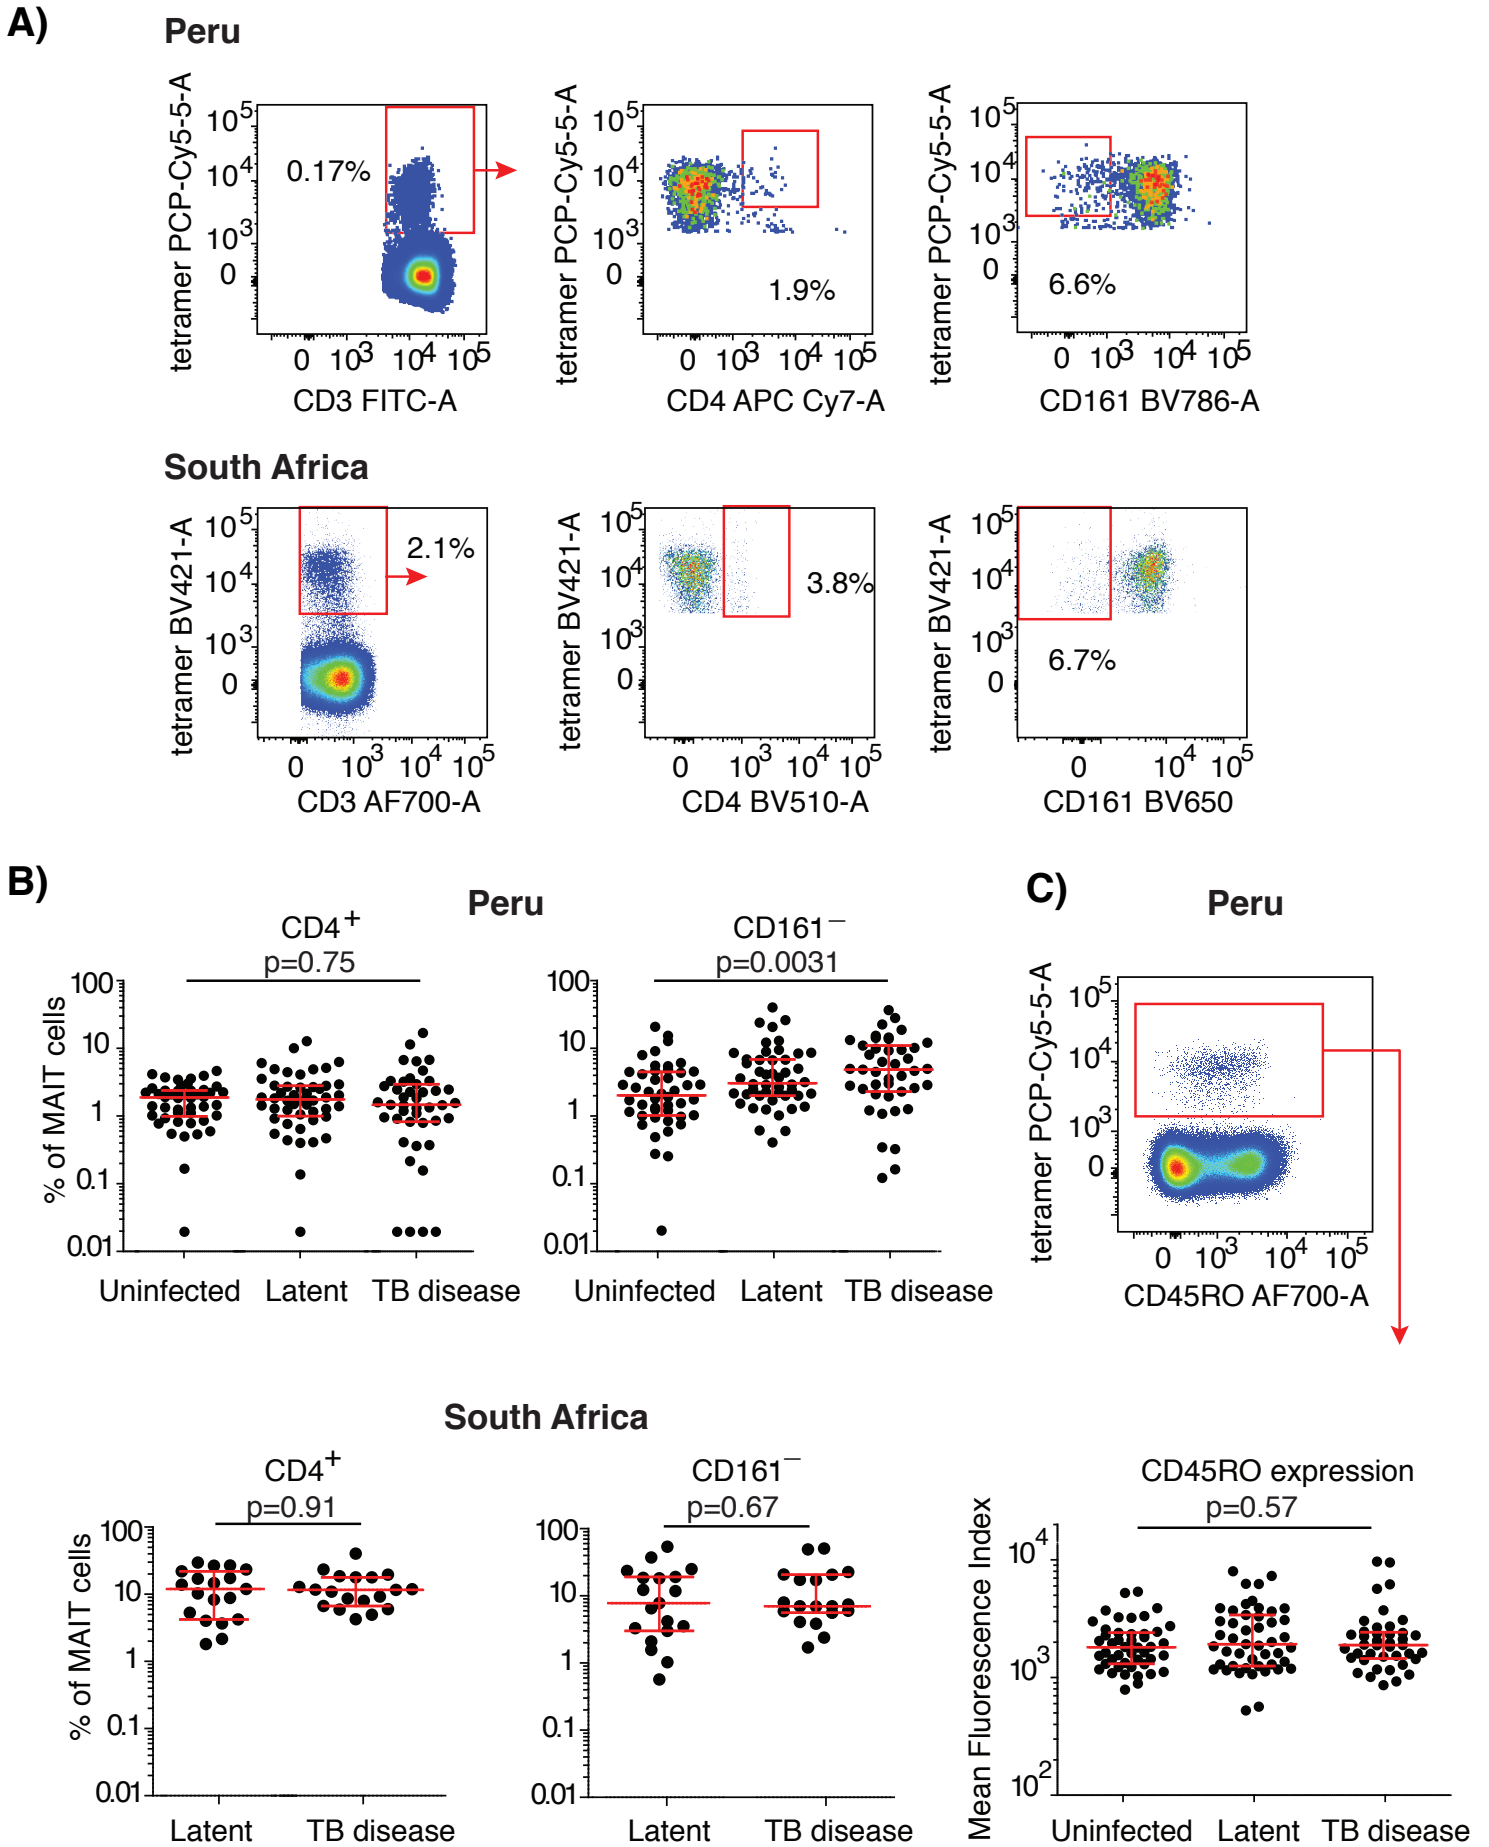 A)
Peru
tetramer PCP-Cy5-5-A
10^5
10^4
10^3
0
0.17%
0 10^3 10^4 10^5
CD3 FITC-A
tetramer PCP-Cy5-5-A
10^5
10^4
10^3
0
1.9%
0 10^3 10^4 10^5
CD4 APC Cy7-A
tetramer PCP-Cy5-5-A
10^5
10^4
10^3
0
6.6%
0 10^3 10^4 10^5
CD161 BV786-A
South Africa
tetramer BV421-A
10^5
10^4
10^3
0
2.1%
0 10^3 10^4 10^5
CD3 AF700-A
tetramer BV421-A
10^5
10^4
10^3
0
3.8%
0 10^3 10^4 10^5
CD4 BV510-A
tetramer BV421-A
10^5
10^4
10^3
0
6.7%
0 10^4 10^5
CD161 BV650
B)
Peru
CD4+
p=0.75
% of MAIT cells
100
10
1
0.1
0.01
Uninfected Latent TB disease
CD161−
p=0.0031
100
10
1
0.1
0.01
Uninfected Latent TB disease
C)
Peru
tetramer PCP-Cy5-5-A
10^5
10^4
10^3
0
0 10^3 10^4 10^5
CD45RO AF700-A
South Africa
CD4+
p=0.91
% of MAIT cells
100
10
1
0.1
0.01
Latent TB disease
CD161−
p=0.67
100
10
1
0.1
0.01
Latent TB disease
CD45RO expression
p=0.57
Mean Fluorescence Index
10^4
10^3
10^2
Uninfected Latent TB disease